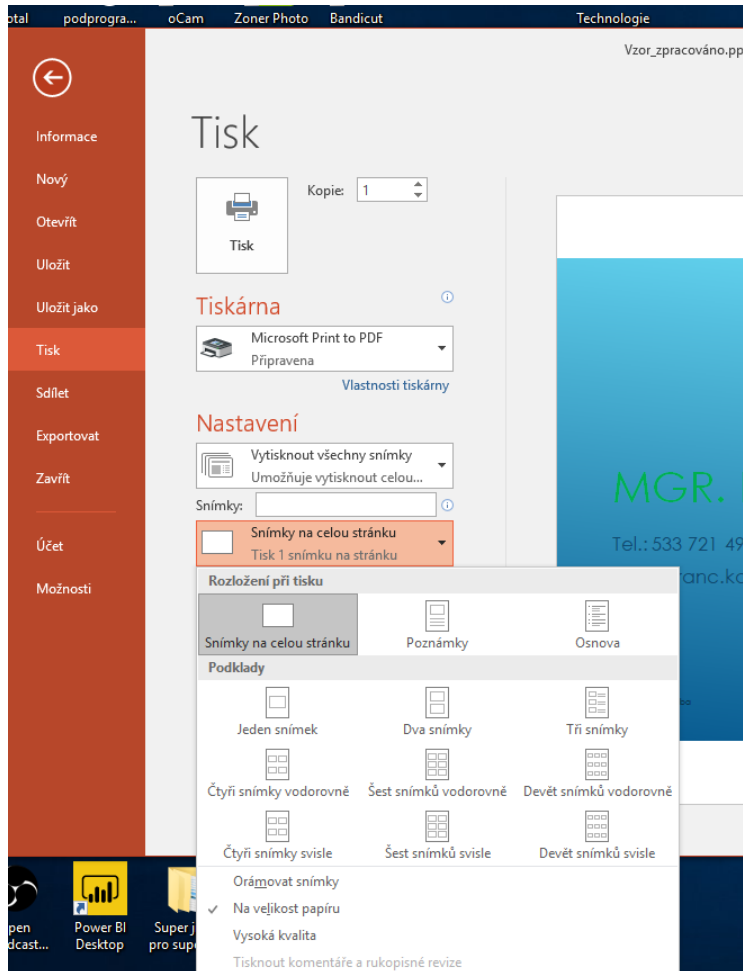 otal podprogra... oCam Zoner Photo Bandicut Technologie
Vzor_zpracováno.pp
Informace
Nový
Otevřít
Uložit
Uložit jako
Tisk
Sdílet
Exportovat
Zavřít
Účet
Možnosti
Tisk
Kopie: 1
Tisk
Tiskárna
Microsoft Print to PDF
Připravena
Vlastnosti tiskárny
Nastavení
Vytisknout všechny snímky
Umožňuje vytisknout celou...
Snímky:
Snímky na celou stránku
Tisk 1 snímku na stránku
Rozložení při tisku
Snímky na celou stránku Poznámky Osnova
Podklady
Jeden snímek Dva snímky Tři snímky
Čtyři snímky vodorovně Šest snímků vodorovně Devět snímků vodorovně
Čtyři snímky svisle Šest snímků svisle Devět snímků svisle
Orámovat snímky
Na velikost papíru
Vysoká kvalita
Tisknout komentáře a rukopisné revize
MGR.
Tel.: 533 721 49
ranc.ko
pen
dcast...
Power BI
Desktop
Super j
pro sup